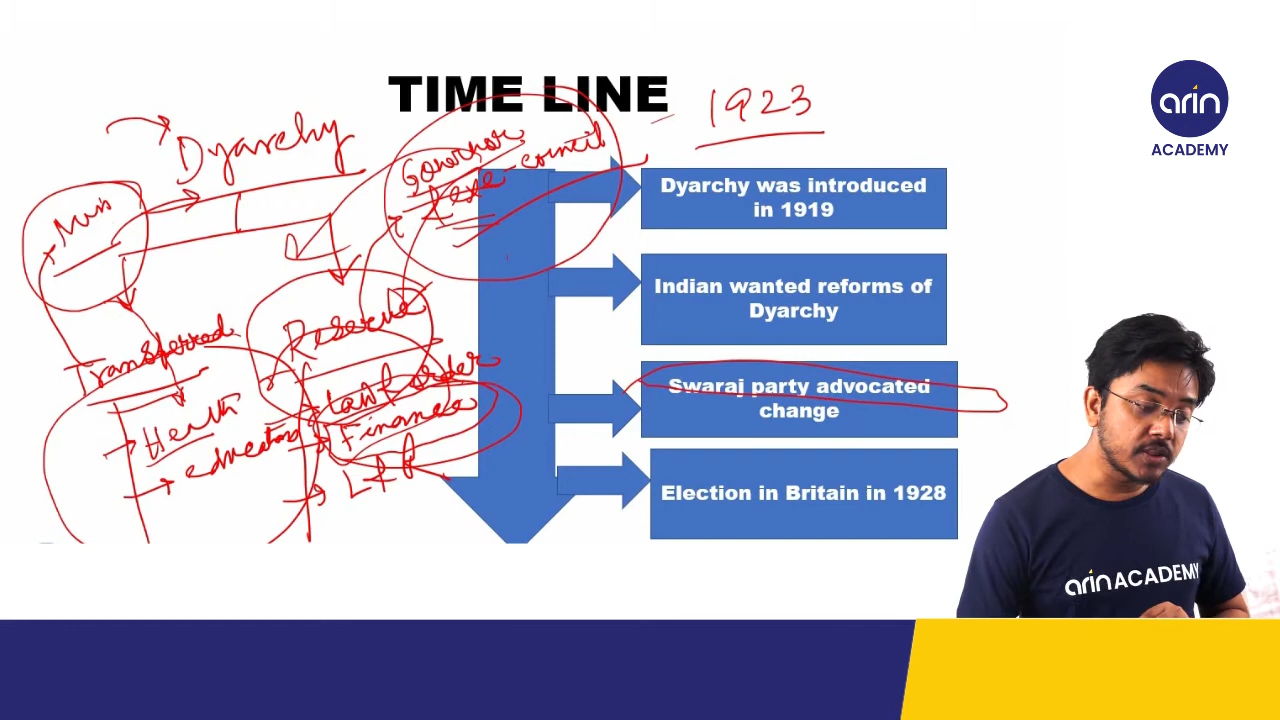 TIME LINE
1923
arin
ACADEMY
Dyarchy
Governor
exe - council
Dyarchy was introduced
in 1919
Indian wanted reforms of
Dyarchy
Reserved
Transferred
Law & order
Finance
Health
education
Swaraj party advocated
change
Election in Britain in 1928
arin ACADEMY